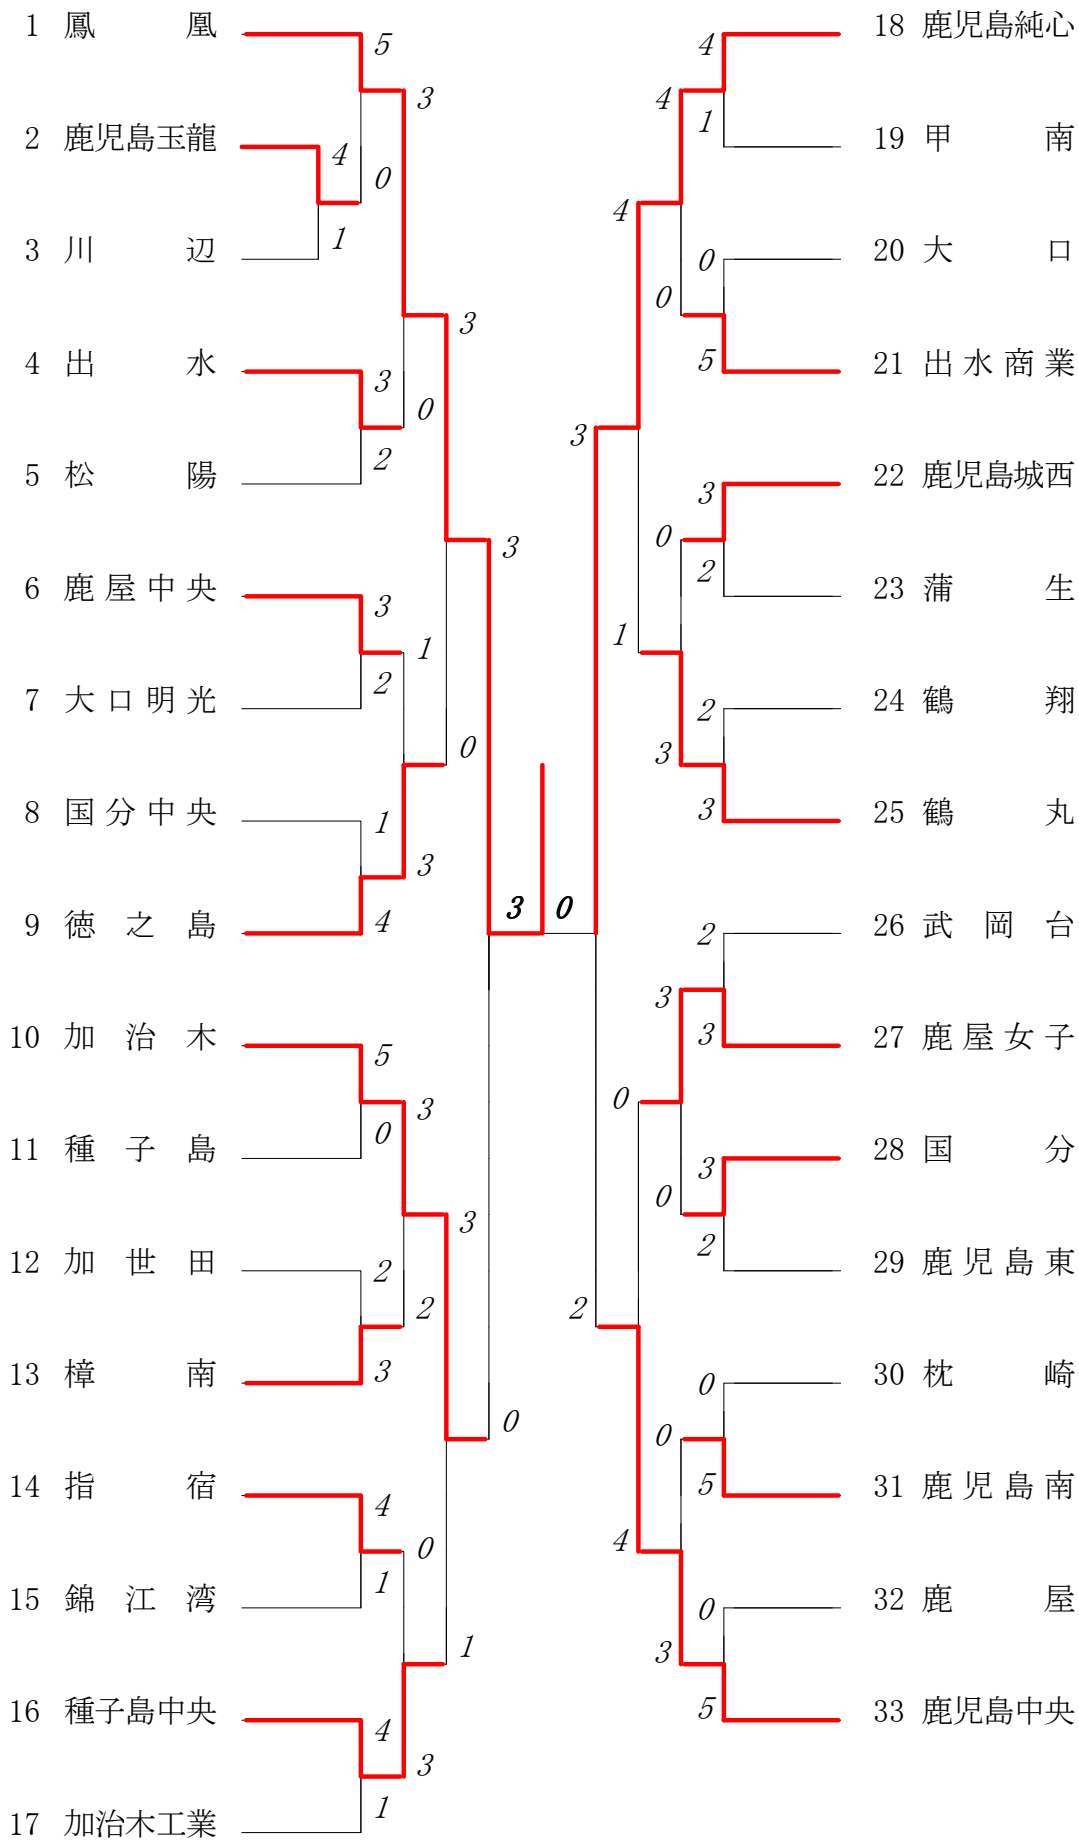 1 鳳凰
5
3
2 鹿児島玉龍
4
0
1
3 川辺
3
4 出水
3
0
2
5 松陽
3
6 鹿屋中央
3
1
2
7 大口明光
0
8 国分中央
1
3
9 徳之島
4
3 0
10 加治木
5
3
0
11 種子島
3
12 加世田
2
2
13 樟南
3
0
14 指宿
4
0
1
15 錦江湾
1
16 種子島中央
4
3
1
17 加治木工業
18 鹿児島純心
4
4
1
19 甲南
4
20 大口
0
0
5
21 出水商業
3
22 鹿児島城西
3
0
2
23 蒲生
1
24 鶴翔
2
3
3
25 鶴丸
26 武岡台
2
3
3
27 鹿屋女子
0
28 国分
3
0
2
29 鹿児島東
2
30 枕崎
0
0
5
31 鹿児島南
4
32 鹿屋
0
3
5
33 鹿児島中央